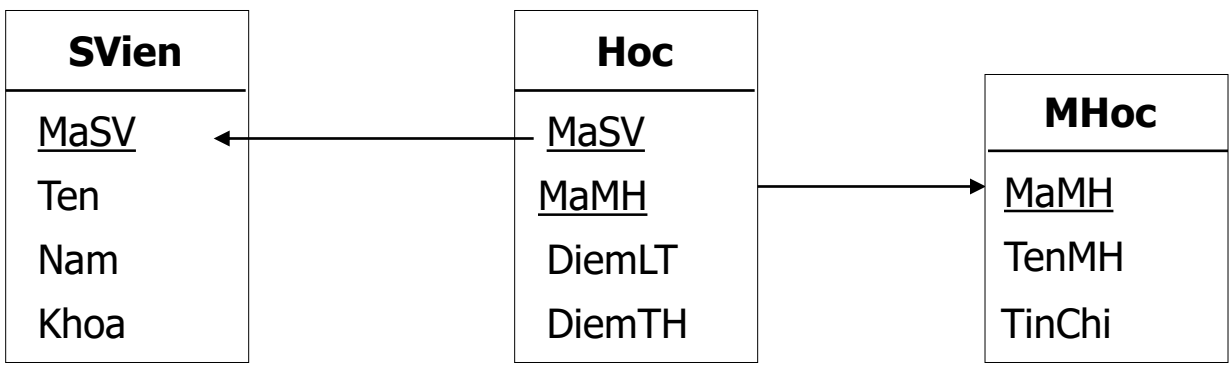 SVien
MaSV
Ten
Nam
Khoa
Hoc
MaSV
MaMH
DiemLT
DiemTH
MHoc
MaMH
TenMH
TinChi